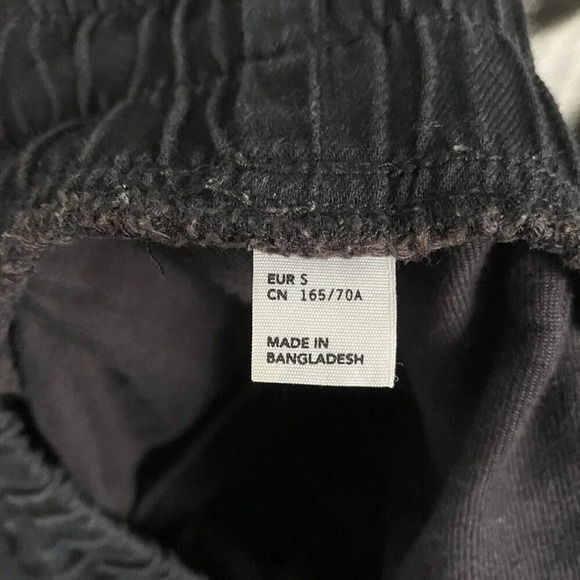 EUR S
CN 165/70A
MADE IN
BANGLADESH